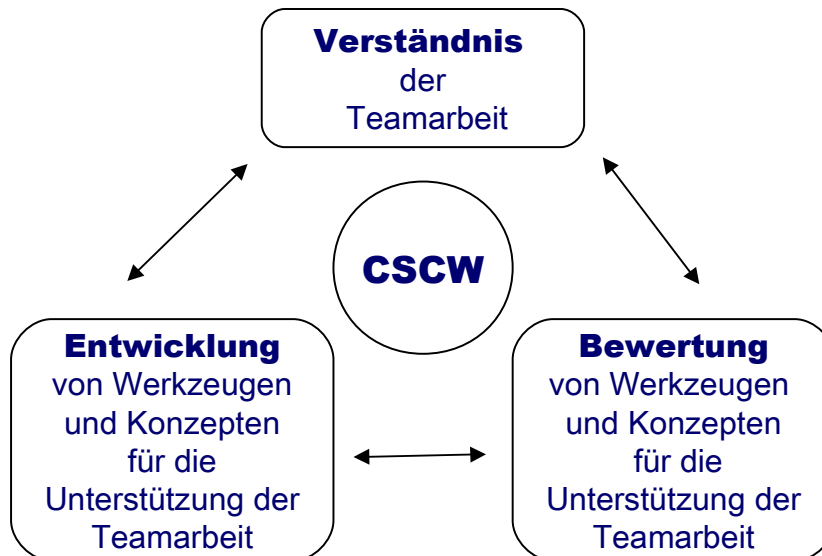 Verständnis
der
Teamarbeit
CSCW
Entwicklung
von Werkzeugen
und Konzepten
für die
Unterstützung der
Teamarbeit
Bewertung
von Werkzeugen
und Konzepten
für die
Unterstützung der
Teamarbeit